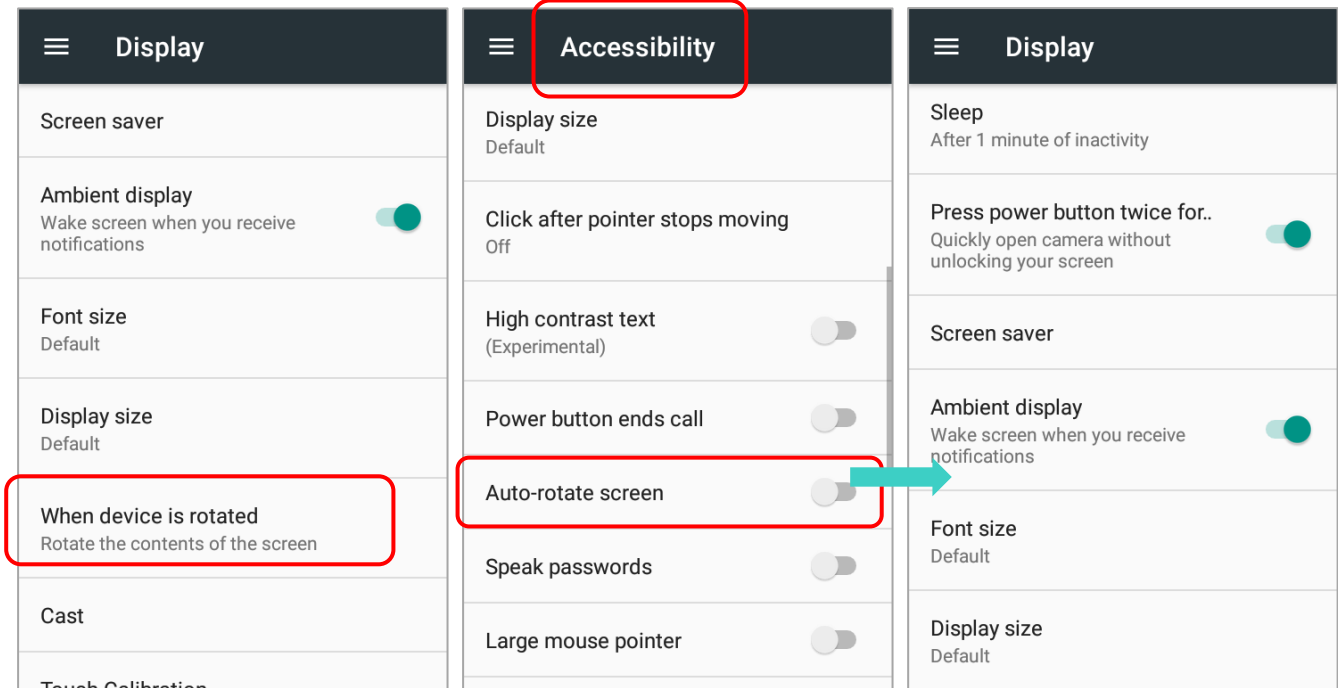 Display
Screen saver
Ambient display
Wake screen when you receive
notifications
Font size
Default
Display size
Default
When device is rotated
Rotate the contents of the screen
Cast
Touch Calibration
Accessibility
Display size
Default
Click after pointer stops moving
Off
High contrast text
(Experimental)
Power button ends call
Auto-rotate screen
Speak passwords
Large mouse pointer
Display
Sleep
After 1 minute of inactivity
Press power button twice for..
Quickly open camera without
unlocking your screen
Screen saver
Ambient display
Wake screen when you receive
notifications
Font size
Default
Display size
Default